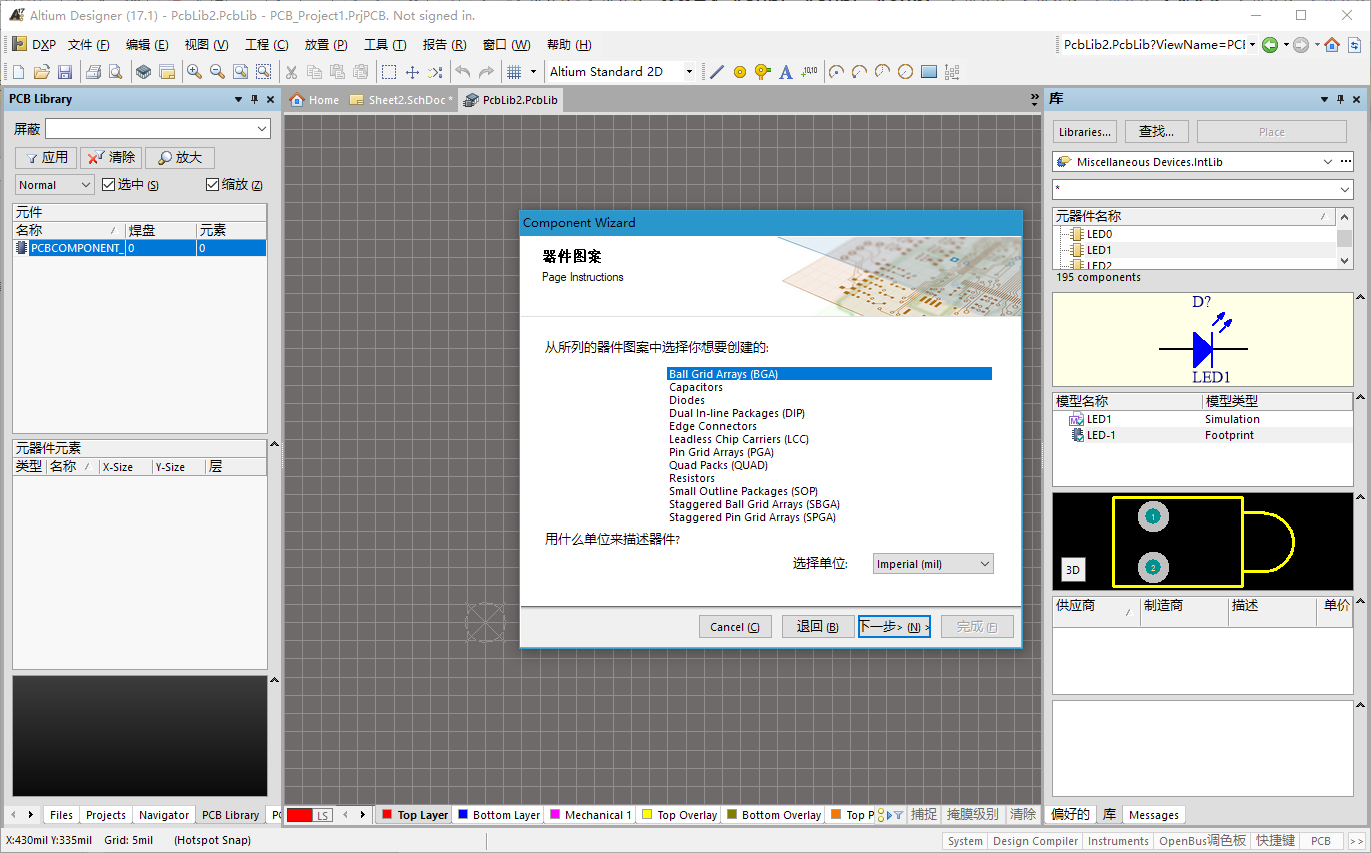 Altium Designer (17.1) - PcbLib2.PcbLib - PCB_Project1.PrjPCB. Not signed in.
DXP 文件 (F) 编辑 (E) 视图 (V) 工程 (C) 放置 (P) 工具 (T) 报告 (R) 窗口 (W) 帮助 (H) PcbLib2.PcbLib?ViewName=PCB
Altium Standard 2D A 10,10
PCB Library
Home Sheet2.SchDoc * PcbLib2.PcbLib
库
屏蔽
应用 清除 放大
Normal 选中 (S) 缩放 (Z)
元件
名称 / 焊盘 元素
PCBCOMPONENT_ 0 0
元器件元素
类型 名称 / X-Size Y-Size 层
Component Wizard
器件图案
Page Instructions
从所列的器件图案中选择你想要创建的:
Ball Grid Arrays (BGA)
Capacitors
Diodes
Dual In-line Packages (DIP)
Edge Connectors
Leadless Chip Carriers (LCC)
Pin Grid Arrays (PGA)
Quad Packs (QUAD)
Resistors
Small Outline Packages (SOP)
Staggered Ball Grid Arrays (SBGA)
Staggered Pin Grid Arrays (SPGA)
用什么单位来描述器件?
选择单位: Imperial (mil)
Cancel (C) 退回 (B) 下一步> (N) > 完成 (F)
Libraries... 查找... Place
Miscellaneous Devices.IntLib ...
*
元器件名称 /
LED0
LED1
LED2
195 components
D?
LED1
模型名称 模型类型
LED1 Simulation
LED-1 Footprint
1
2
3D
供应商 / 制造商 描述 单价
Files Projects Navigator PCB Library PC
LS Top Layer Bottom Layer Mechanical 1 Top Overlay Bottom Overlay Top P 捕捉 掩膜级别 清除
偏好的 库 Messages
X:430mil Y:335mil Grid: 5mil (Hotspot Snap)
System Design Compiler Instruments OpenBus调色板 快捷键 PCB >>